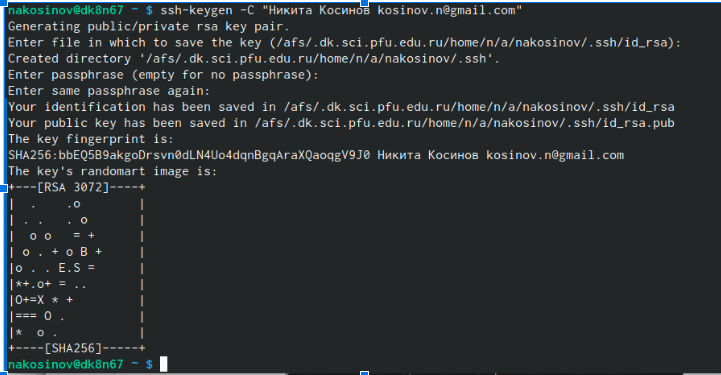 nakosinov@dk8n67 ~ $ ssh-keygen -C "Никита Косинов kosinov.n@gmail.com"
Generating public/private rsa key pair.
Enter file in which to save the key (/afs/.dk.sci.pfu.edu.ru/home/n/a/nakosinov/.ssh/id_rsa):
Created directory '/afs/.dk.sci.pfu.edu.ru/home/n/a/nakosinov/.ssh'.
Enter passphrase (empty for no passphrase):
Enter same passphrase again:
Your identification has been saved in /afs/.dk.sci.pfu.edu.ru/home/n/a/nakosinov/.ssh/id_rsa
Your public key has been saved in /afs/.dk.sci.pfu.edu.ru/home/n/a/nakosinov/.ssh/id_rsa.pub
The key fingerprint is:
SHA256:bbEQ5B9akgoDrsvn0dLN4Uo4dqnBgqAraXQaoqgV9J0 Никита Косинов kosinov.n@gmail.com
The key's randomart image is:
+---[RSA 3072]----+
|  .    .o        |
| . .   . o       |
|  o o   = +      |
| o . + o B +     |
|o . . E.S =      |
|*+.o+ = ..       |
|O+=X * +         |
|=== O .          |
|*  o .           |
+----[SHA256]-----+
nakosinov@dk8n67 ~ $